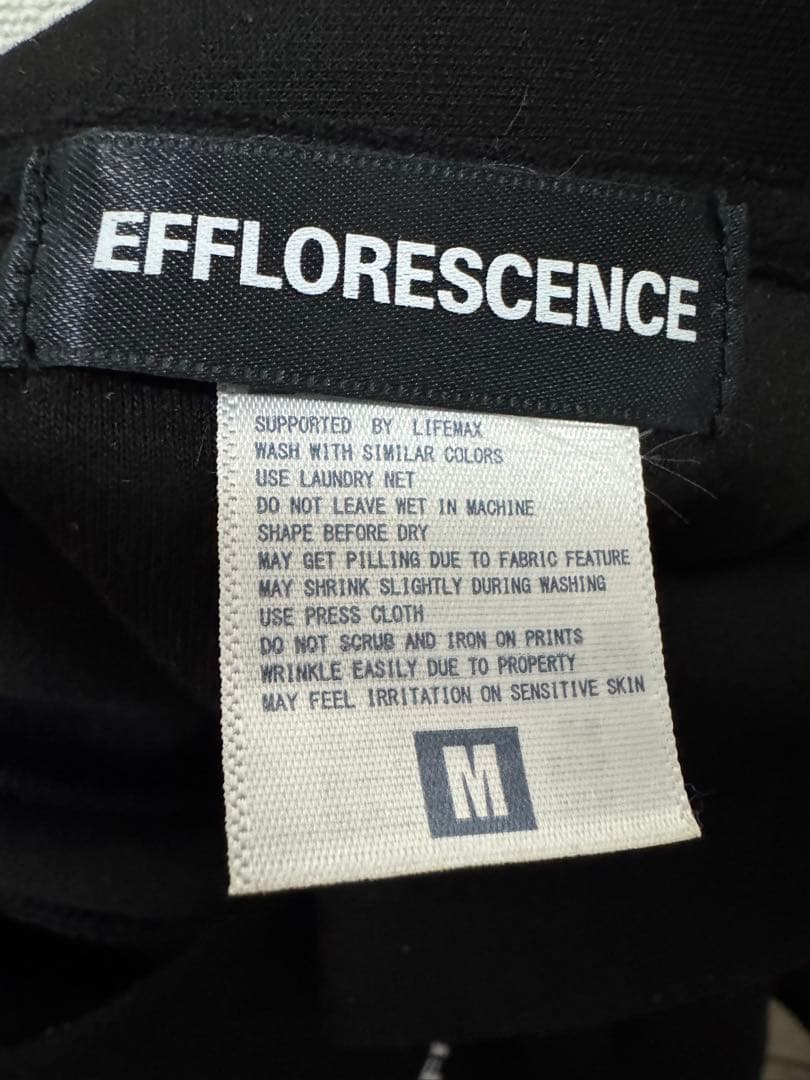 EFFLORESCENCE
SUPPORTED BY LIFEMAX
WASH WITH SIMILAR COLORS
USE LAUNDRY NET
DO NOT LEAVE WET IN MACHINE
SHAPE BEFORE DRY
MAY GET PILLING DUE TO FABRIC FEATURE
MAY SHRINK SLIGHTLY DURING WASHING
USE PRESS CLOTH
DO NOT SCRUB AND IRON ON PRINTS
WRINKLE EASILY DUE TO PROPERTY
MAY FEEL IRRITATION ON SENSITIVE SKIN
M